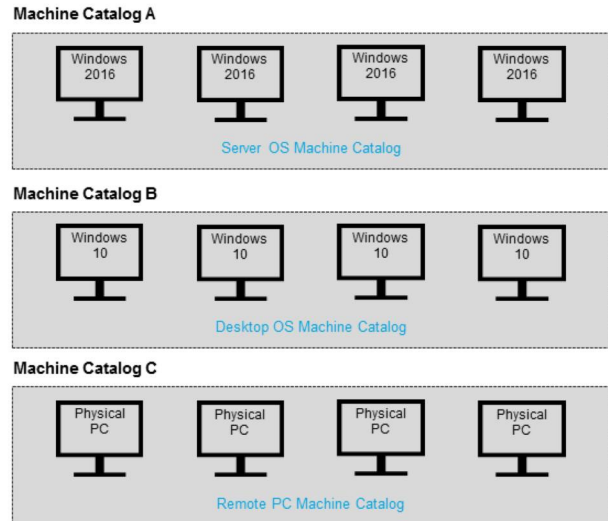 Machine Catalog A
Windows Windows Windows Windows
2016 2016 2016 2016
Server OS Machine Catalog
Machine Catalog B
Windows Windows Windows Windows
10 10 10 10
Desktop OS Machine Catalog
Machine Catalog C
Physical Physical Physical Physical
PC PC PC PC
Remote PC Machine Catalog